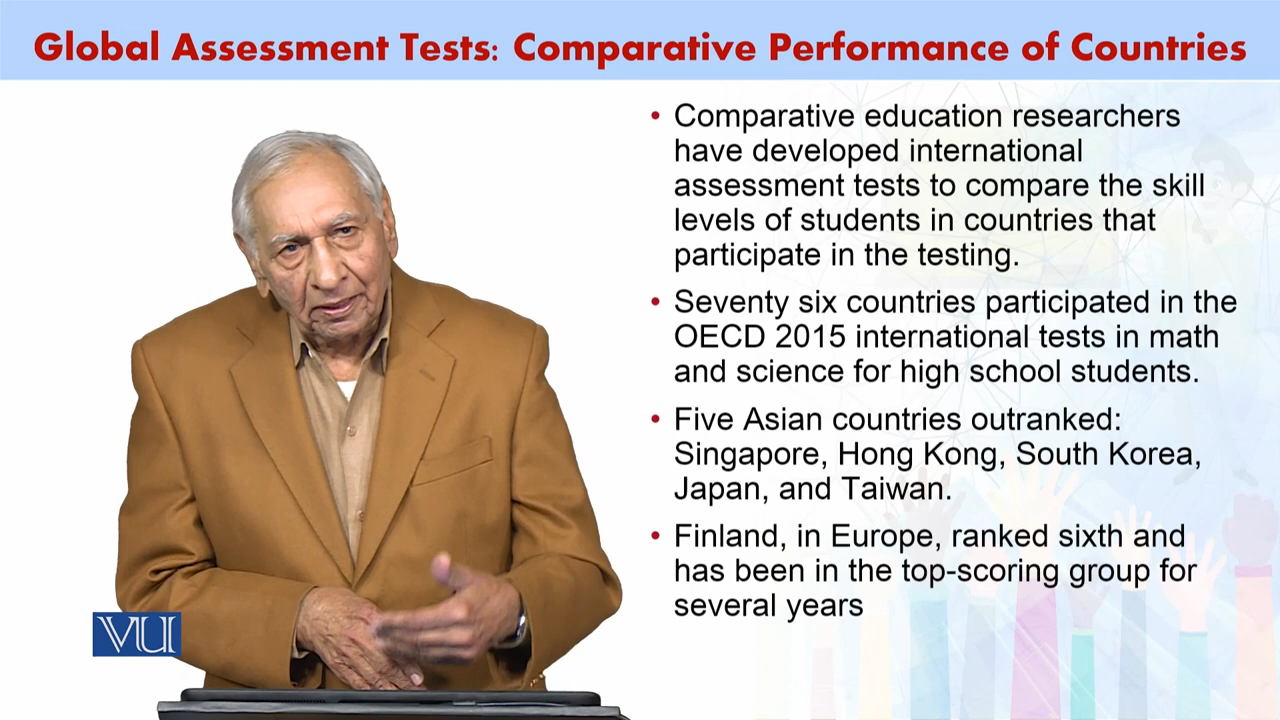 Global Assessment Tests: Comparative Performance of Countries
• Comparative education researchers
have developed international
assessment tests to compare the skill
levels of students in countries that
participate in the testing.
• Seventy six countries participated in the
OECD 2015 international tests in math
and science for high school students.
• Five Asian countries outranked:
Singapore, Hong Kong, South Korea,
Japan, and Taiwan.
• Finland, in Europe, ranked sixth and
has been in the top-scoring group for
several years
VU